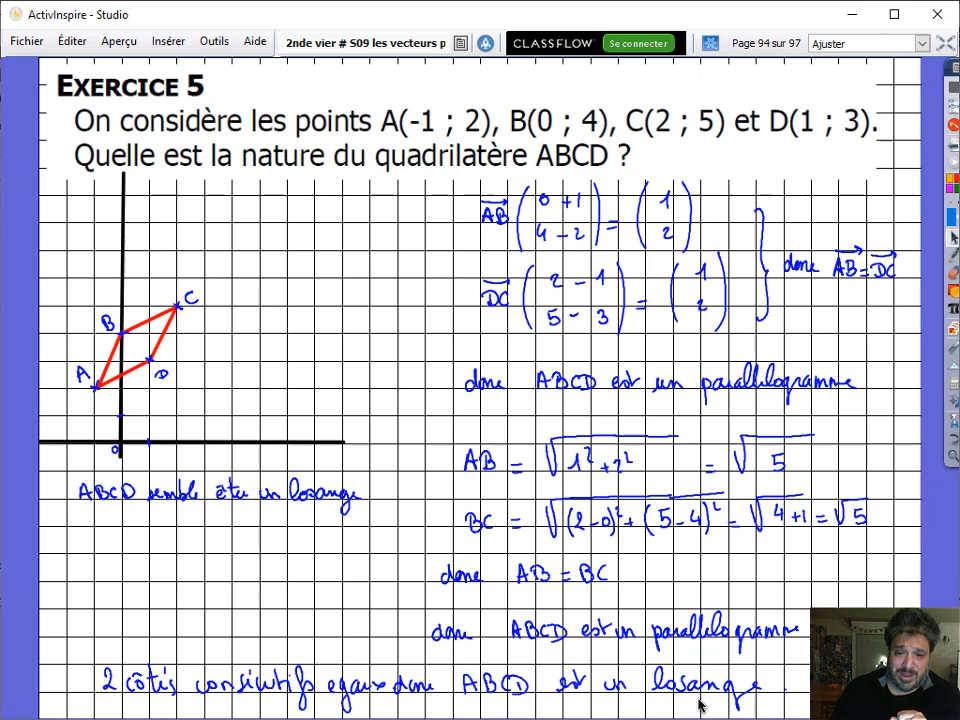 ActivInspire - Studio
Fichier Éditer Aperçu Insérer Outils Aide 2nde vier # S09 les vecteurs p CLASSFLOW Se connecter Page 94 sur 97 Ajuster
EXERCICE 5
On considère les points A(-1 ; 2), B(0 ; 4), C(2 ; 5) et D(1 ; 3).
Quelle est la nature du quadrilatère ABCD ?
AB ( 0 +1 4 - 2 ) = ( 1 2 )
DC ( 2 - 1 5 - 3 ) = ( 1 2 )
donc AB = DC
donc ABCD est un parallélogramme
AB = √1² + 2² = √5
BC = √(2-0)² + (5-4)² = √4+1 = √5
donc AB = BC
donc ABCD est un parallélogramme
2 côtés consécutifs egaux donc ABCD est un losange.
C
B
A
D
0
ABCD semble être un losange